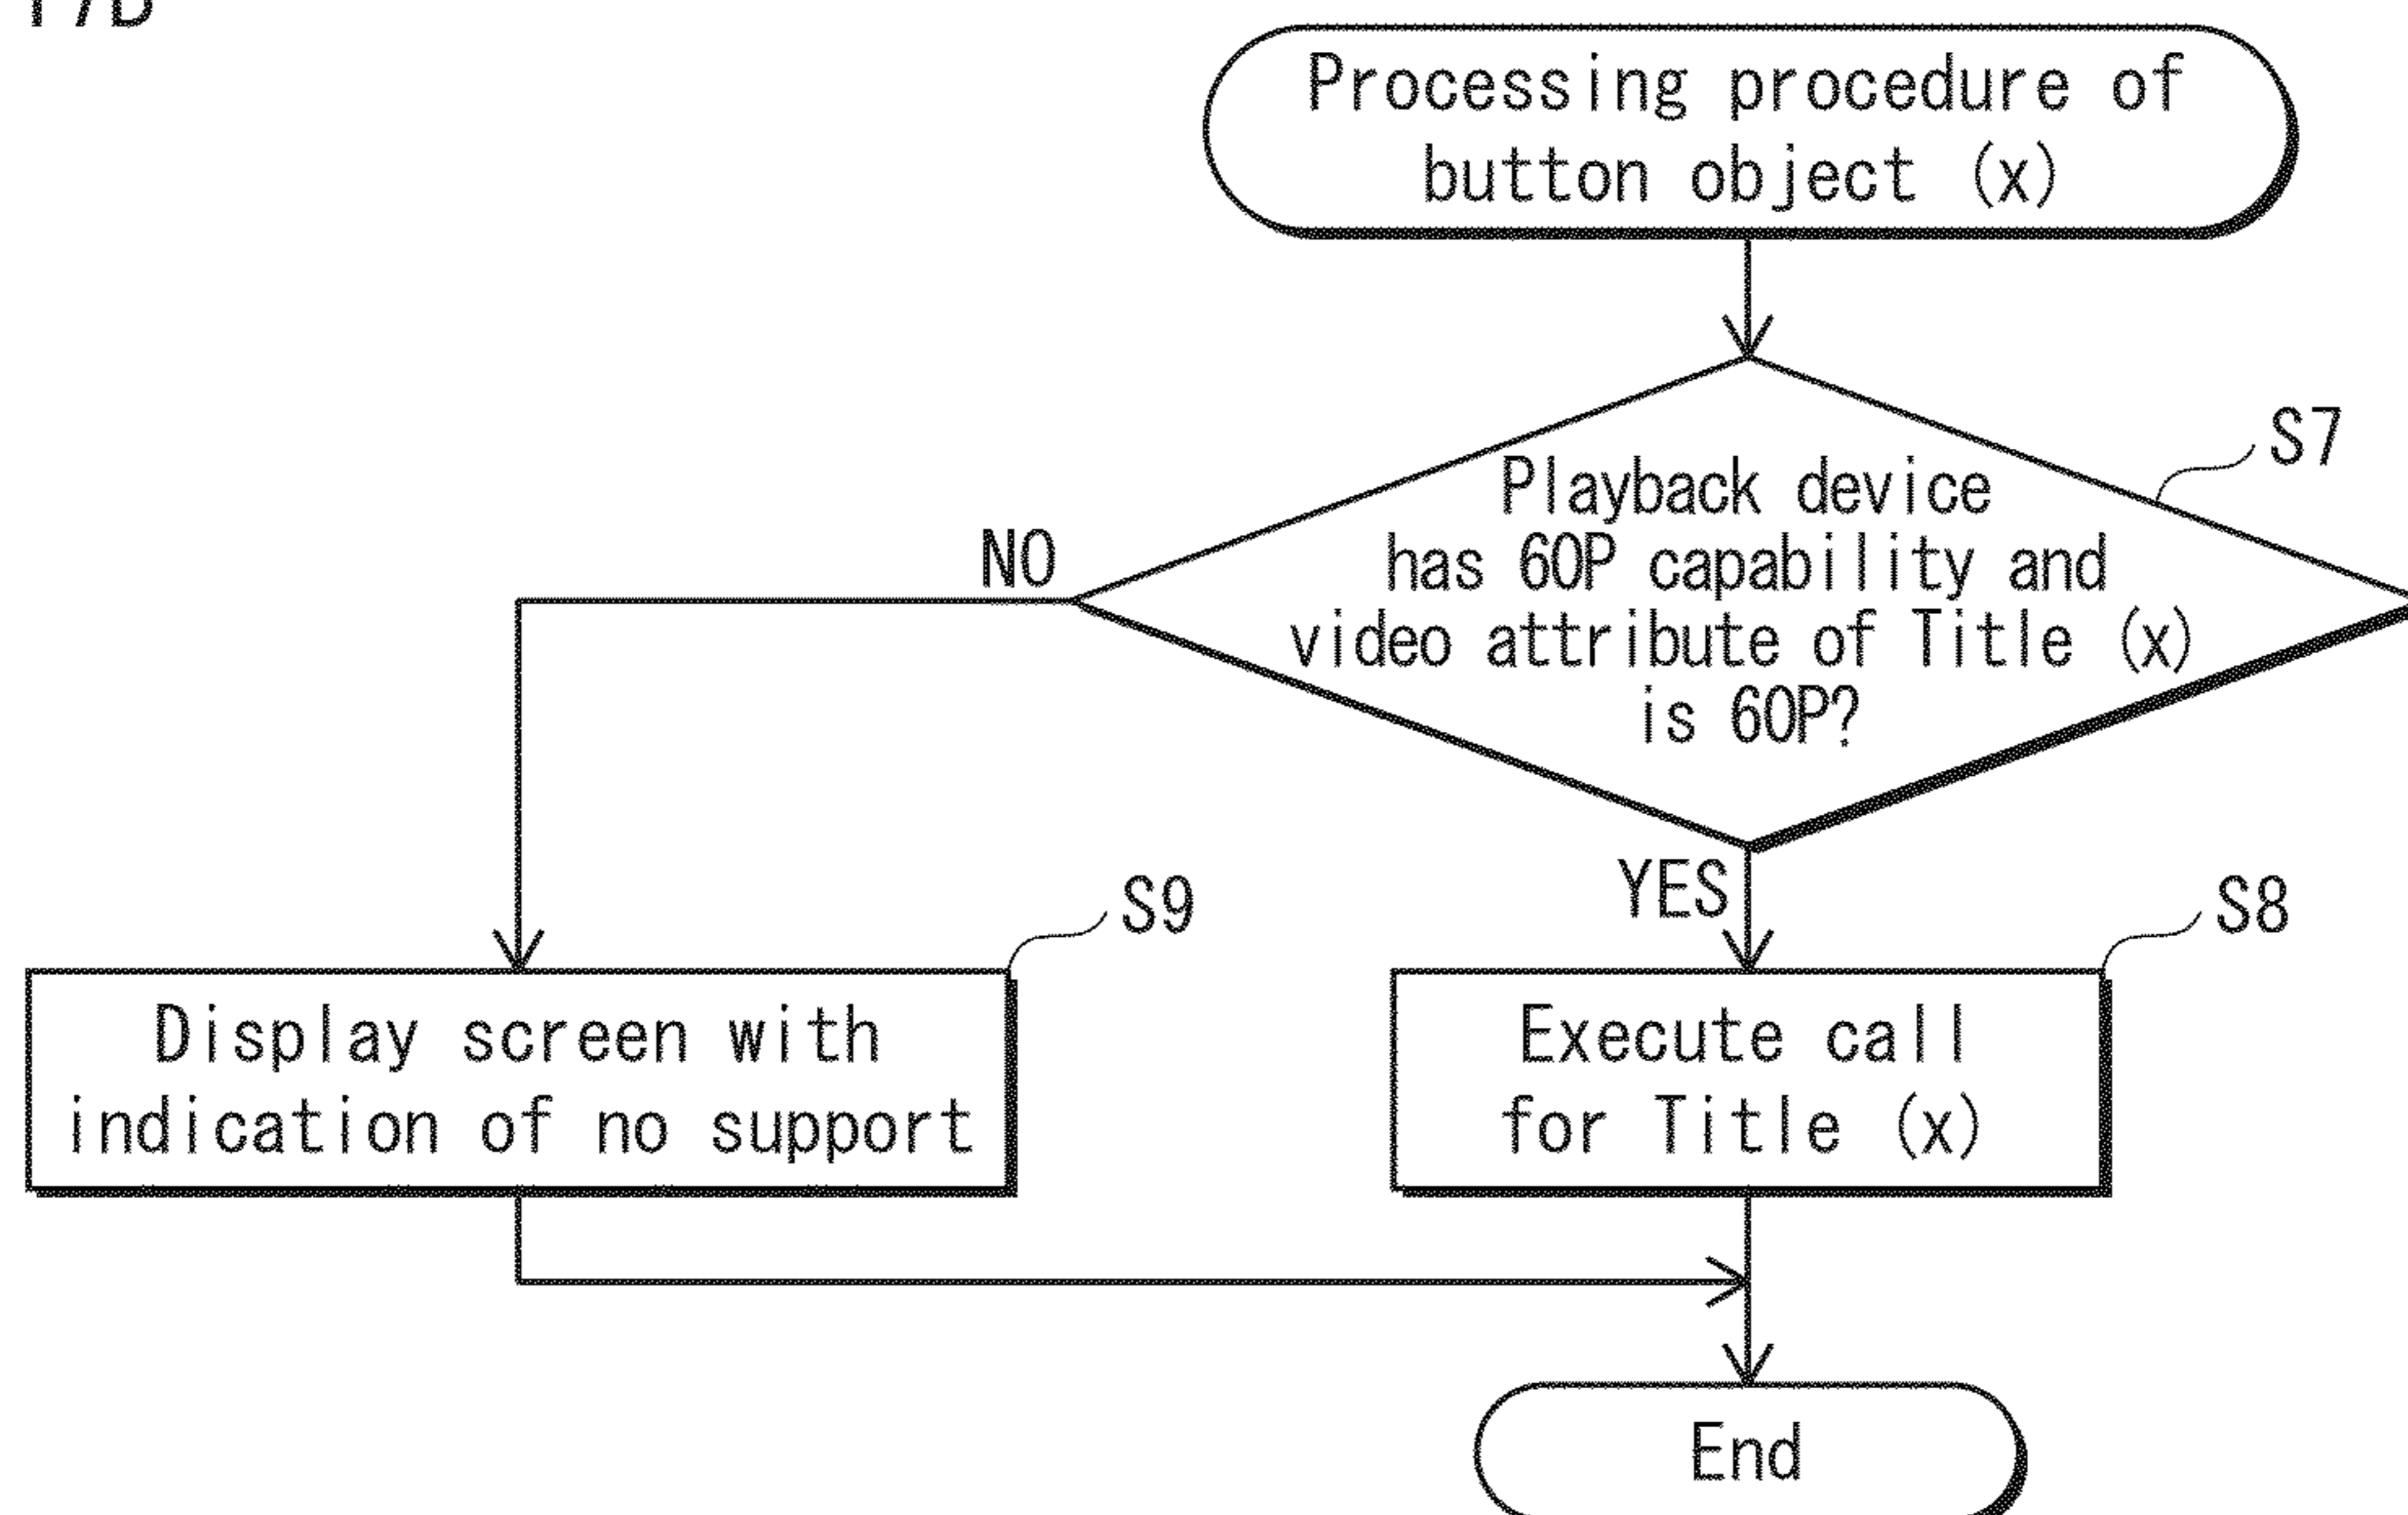 Processing procedure of
button object (x)
S7
Playback device
has 60P capability and
video attribute of Title (x)
is 60P?
NO
YES
S9
S8
Display screen with
indication of no support
Execute call
for Title (x)
End